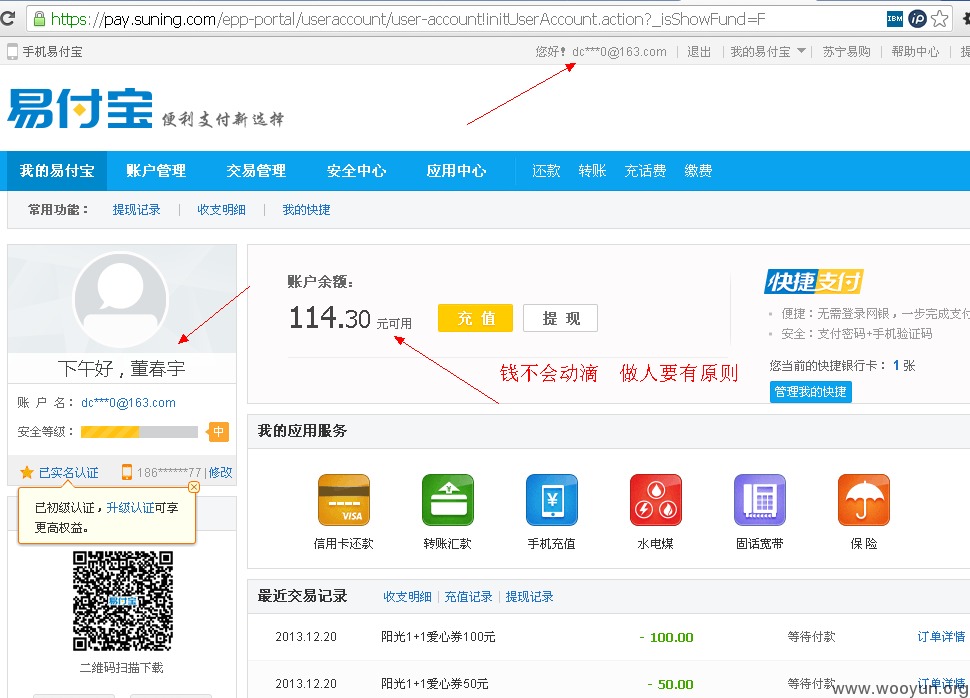 https://pay.suning.com/epp-portal/useraccount/user-account!initUserAccount.action?_isShowFund=F
IBM
ip
手机易付宝
您好! dc***0@163.com | 退出 | 我的易付宝 | 苏宁易购 | 帮助中心
易付宝 便利支付新选择
我的易付宝 账户管理 交易管理 安全中心 应用中心 还款 转账 充话费 缴费
常用功能： 提现记录 | 收支明细 | 我的快捷
下午好，董春宇
账 户 名： dc***0@163.com
安全等级： 中
已实名认证 186******77 | 修改
已初级认证，升级认证可享
更高权益。
易付宝
二维码扫描下载
账户余额：
114.30 元可用
充 值
提 现
钱不会动滴 做人要有原则
快捷支付
便捷：无需登录网银，一步完成支付
安全：支付密码+手机验证码
您当前的快捷银行卡： 1 张
管理我的快捷
我的应用服务
VISA
¥
¥
信用卡还款 转账汇款 手机充值 水电煤 固话宽带 保 险
最近交易记录 收支明细 | 充值记录 | 提现记录
2013.12.20 阳光1+1爱心券100元 - 100.00 等待付款 订单详情
2013.12.20 阳光1+1爱心券50元 - 50.00 等待付款 订单详情
www.wooyun.org